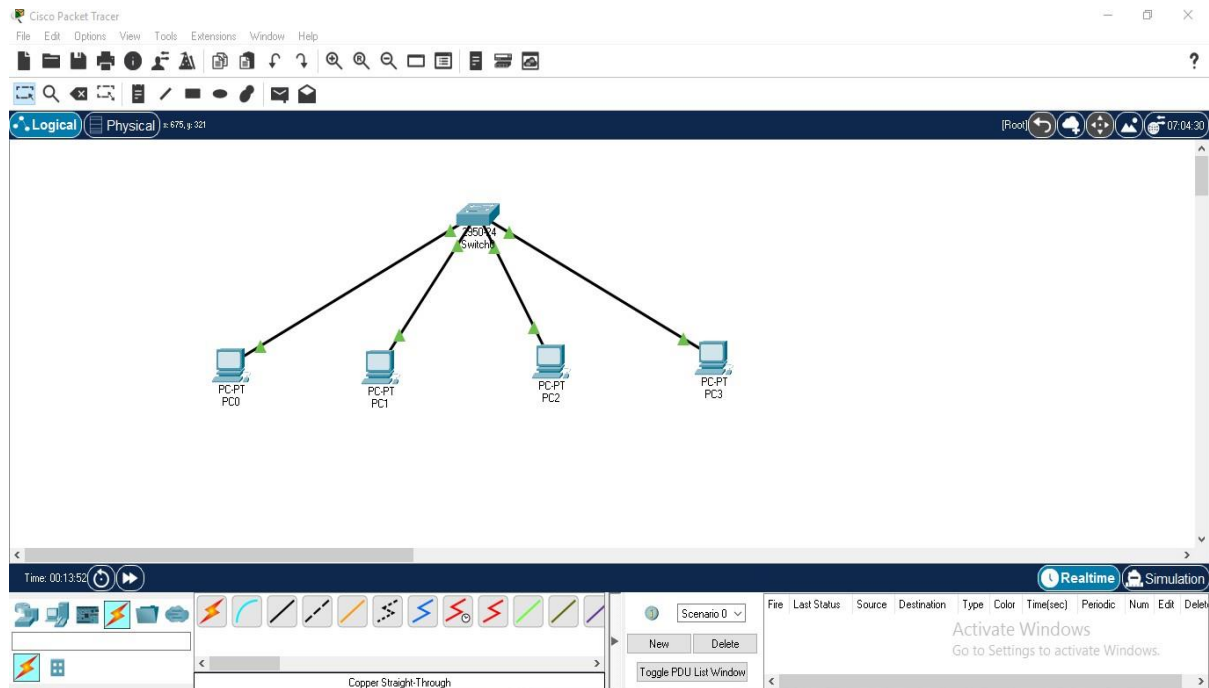 Cisco Packet Tracer
File Edit Options View Tools Extensions Window Help
?
Logical Physical x: 675, y: 321 [Root] 07:04:30
2950-24
Switch0
PC-PT
PC0
PC-PT
PC1
PC-PT
PC2
PC-PT
PC3
Time: 00:13:52 Realtime Simulation
Scenario 0
New Delete
Toggle PDU List Window
Fire Last Status Source Destination Type Color Time(sec) Periodic Num Edit Delet
Activate Windows
Go to Settings to activate Windows.
Copper Straight-Through